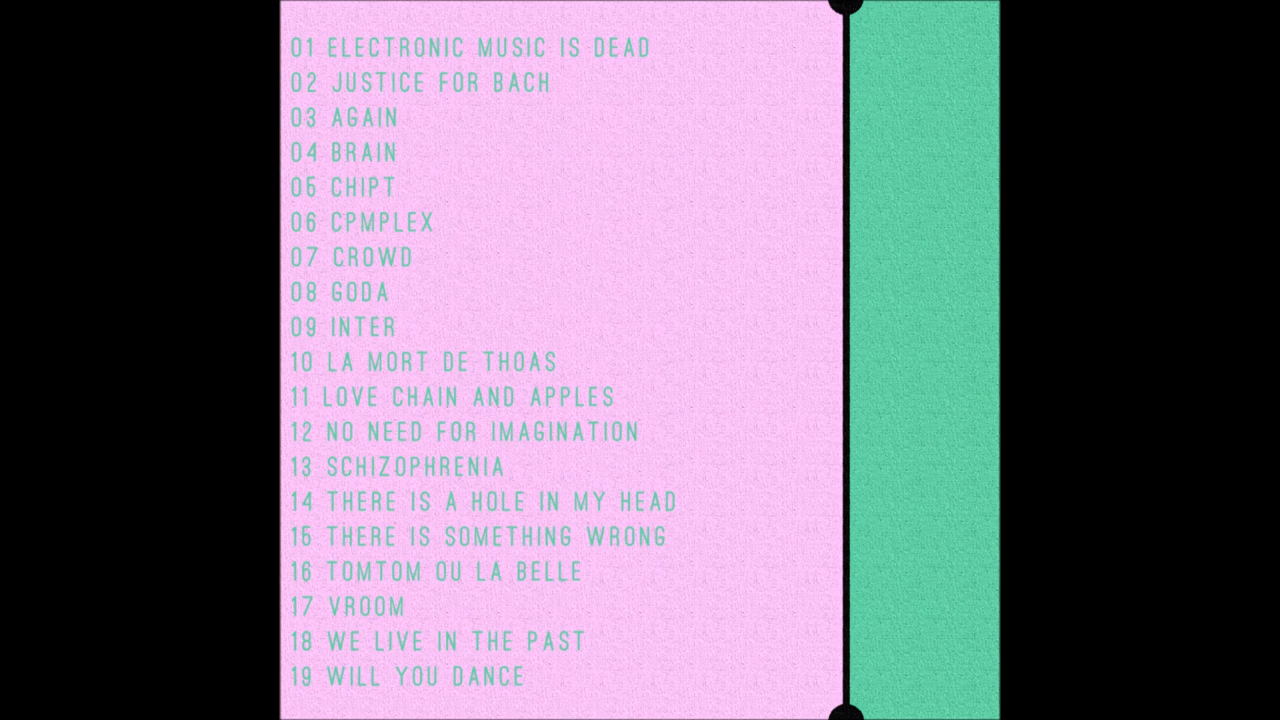 01 ELECTRONIC MUSIC IS DEAD
02 JUSTICE FOR BACH
03 AGAIN
04 BRAIN
05 CHIPT
06 CPMPLEX
07 CROWD
08 GODA
09 INTER
10 LA MORT DE THOAS
11 LOVE CHAIN AND APPLES
12 NO NEED FOR IMAGINATION
13 SCHIZOPHRENIA
14 THERE IS A HOLE IN MY HEAD
15 THERE IS SOMETHING WRONG
16 TOMTOM OU LA BELLE
17 VROOM
18 WE LIVE IN THE PAST
19 WILL YOU DANCE